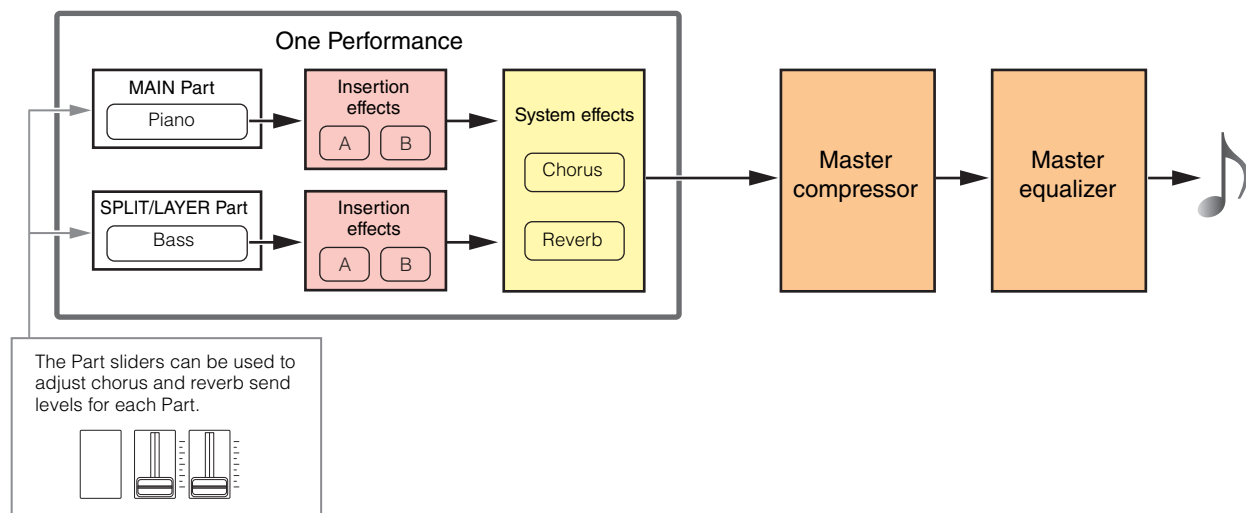 One Performance
MAIN Part
Piano
Insertion
effects
A B
SPLIT/LAYER Part
Bass
Insertion
effects
A B
System effects
Chorus
Reverb
Master
compressor
Master
equalizer
The Part sliders can be used to
adjust chorus and reverb send
levels for each Part.